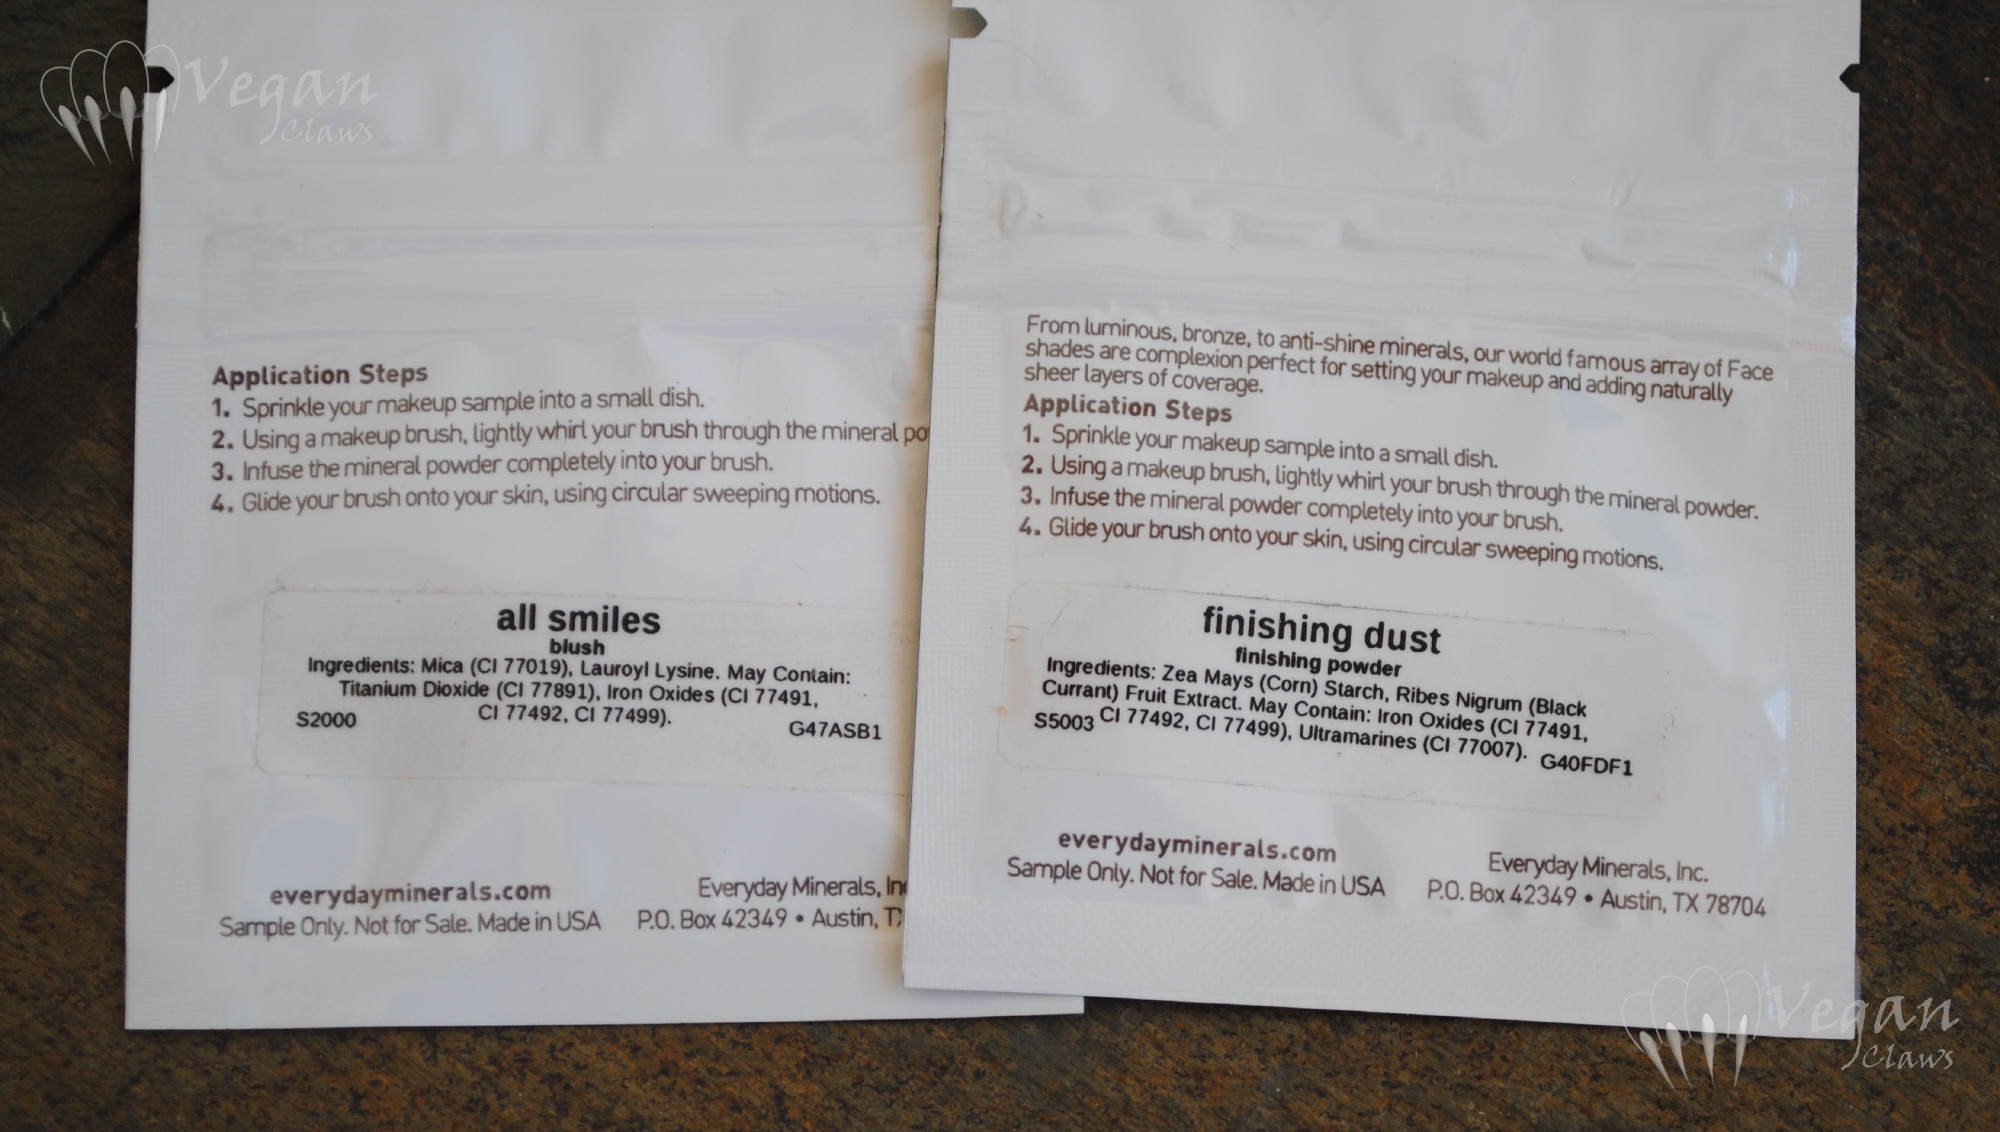 Vegan
Claws
Application Steps
1. Sprinkle your makeup sample into a small dish.
2. Using a makeup brush, lightly whirl your brush through the mineral po
3. Infuse the mineral powder completely into your brush.
4. Glide your brush onto your skin, using circular sweeping motions.
all smiles
blush
Ingredients: Mica (CI 77019), Lauroyl Lysine. May Contain:
Titanium Dioxide (CI 77891), Iron Oxides (CI 77491,
S2000 CI 77492, CI 77499). G47ASB1
everydayminerals.com
Sample Only. Not for Sale. Made in USA
Everyday Minerals, Inc
P.O. Box 42349 • Austin, T
From luminous, bronze, to anti-shine minerals, our world famous array of Face
shades are complexion perfect for setting your makeup and adding naturally
sheer layers of coverage.
Application Steps
1. Sprinkle your makeup sample into a small dish.
2. Using a makeup brush, lightly whirl your brush through the mineral powder.
3. Infuse the mineral powder completely into your brush.
4. Glide your brush onto your skin, using circular sweeping motions.
finishing dust
finishing powder
Ingredients: Zea Mays (Corn) Starch, Ribes Nigrum (Black
Currant) Fruit Extract. May Contain: Iron Oxides (CI 77491,
S5003 CI 77492, CI 77499), Ultramarines (CI 77007). G40FDF1
everydayminerals.com
Sample Only. Not for Sale. Made in USA
Everyday Minerals, Inc.
P.O. Box 42349 • Austin, TX 78704
Vegan
Claws